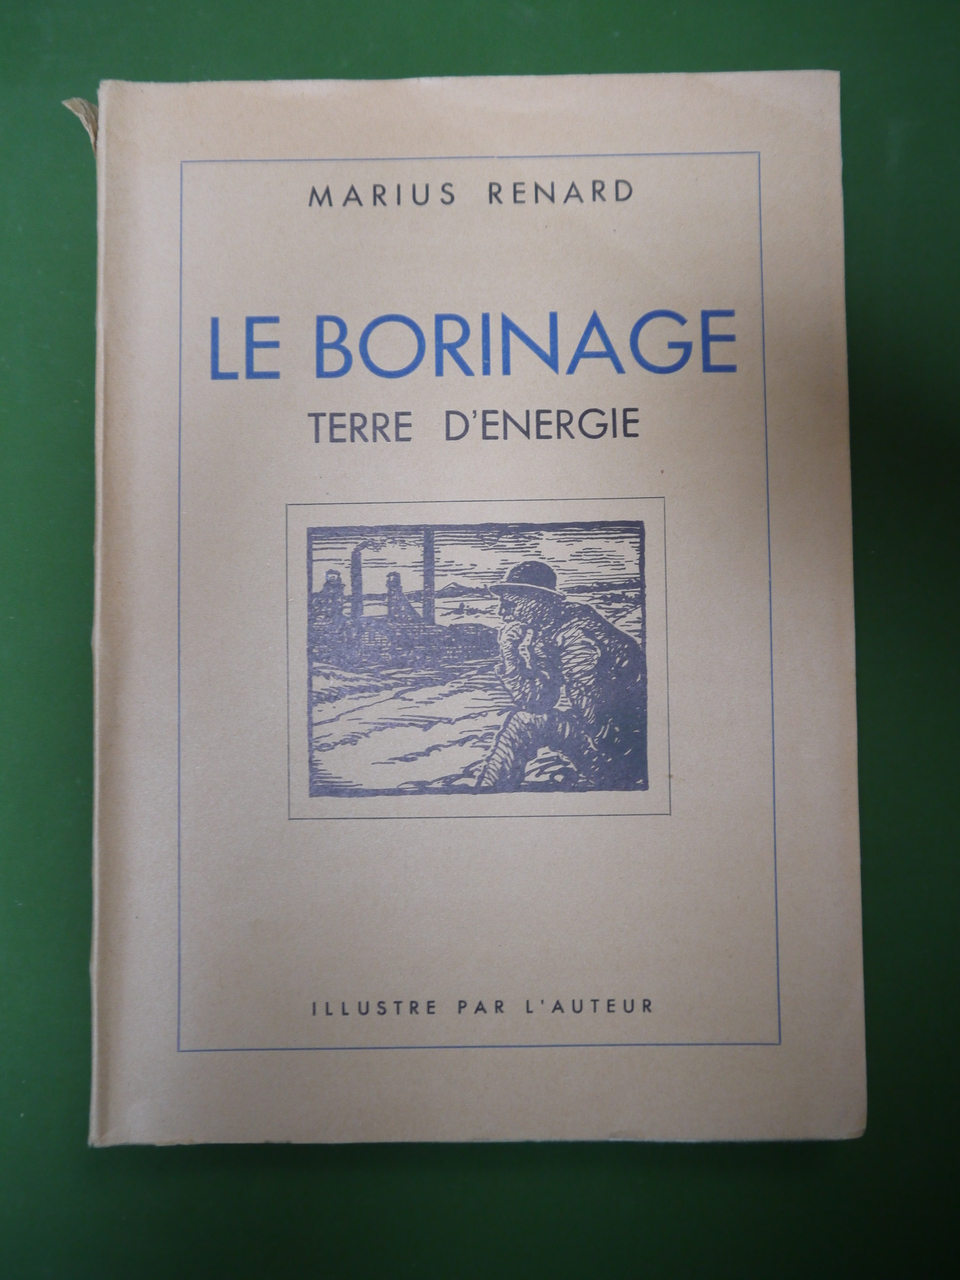 MARIUS RENARD
LE BORINAGE
TERRE D'ENERGIE
ILLUSTRE PAR L'AUTEUR